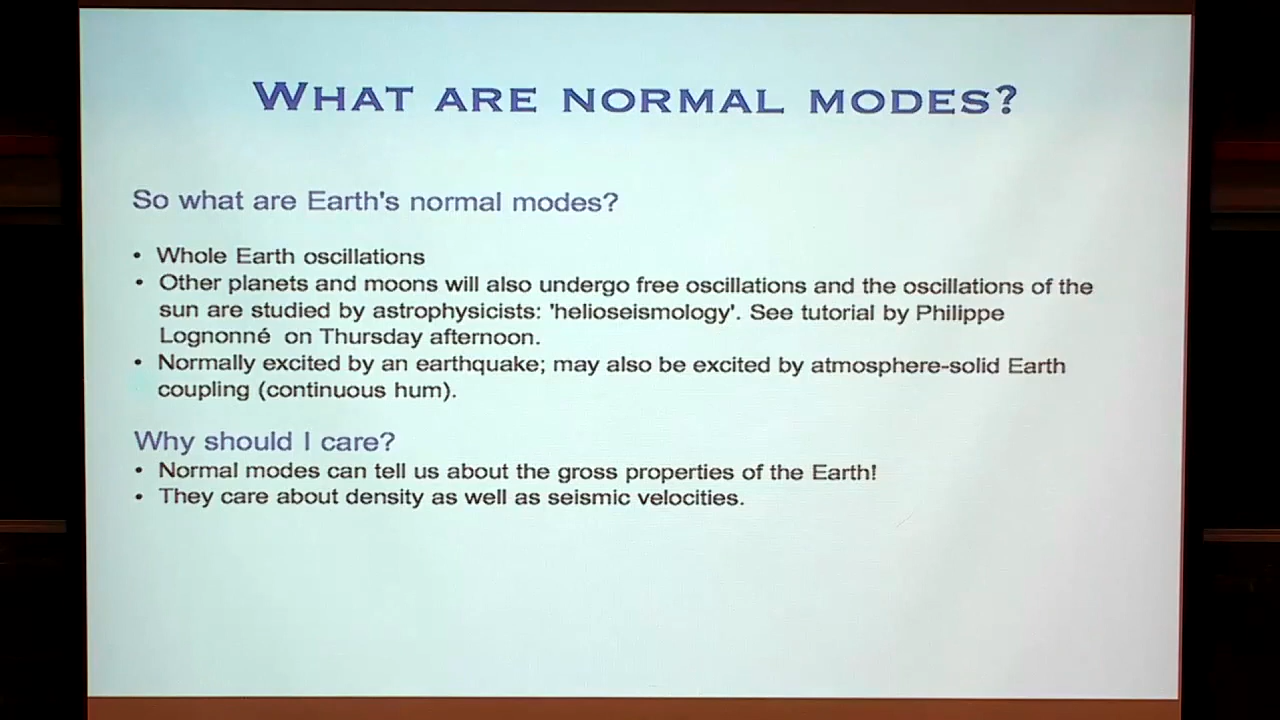 WHAT ARE NORMAL MODES?
So what are Earth's normal modes?
• Whole Earth oscillations
• Other planets and moons will also undergo free oscillations and the oscillations of the
sun are studied by astrophysicists: 'helioseismology'. See tutorial by Philippe
Lognonné on Thursday afternoon.
• Normally excited by an earthquake; may also be excited by atmosphere-solid Earth
coupling (continuous hum).
Why should I care?
• Normal modes can tell us about the gross properties of the Earth!
• They care about density as well as seismic velocities.